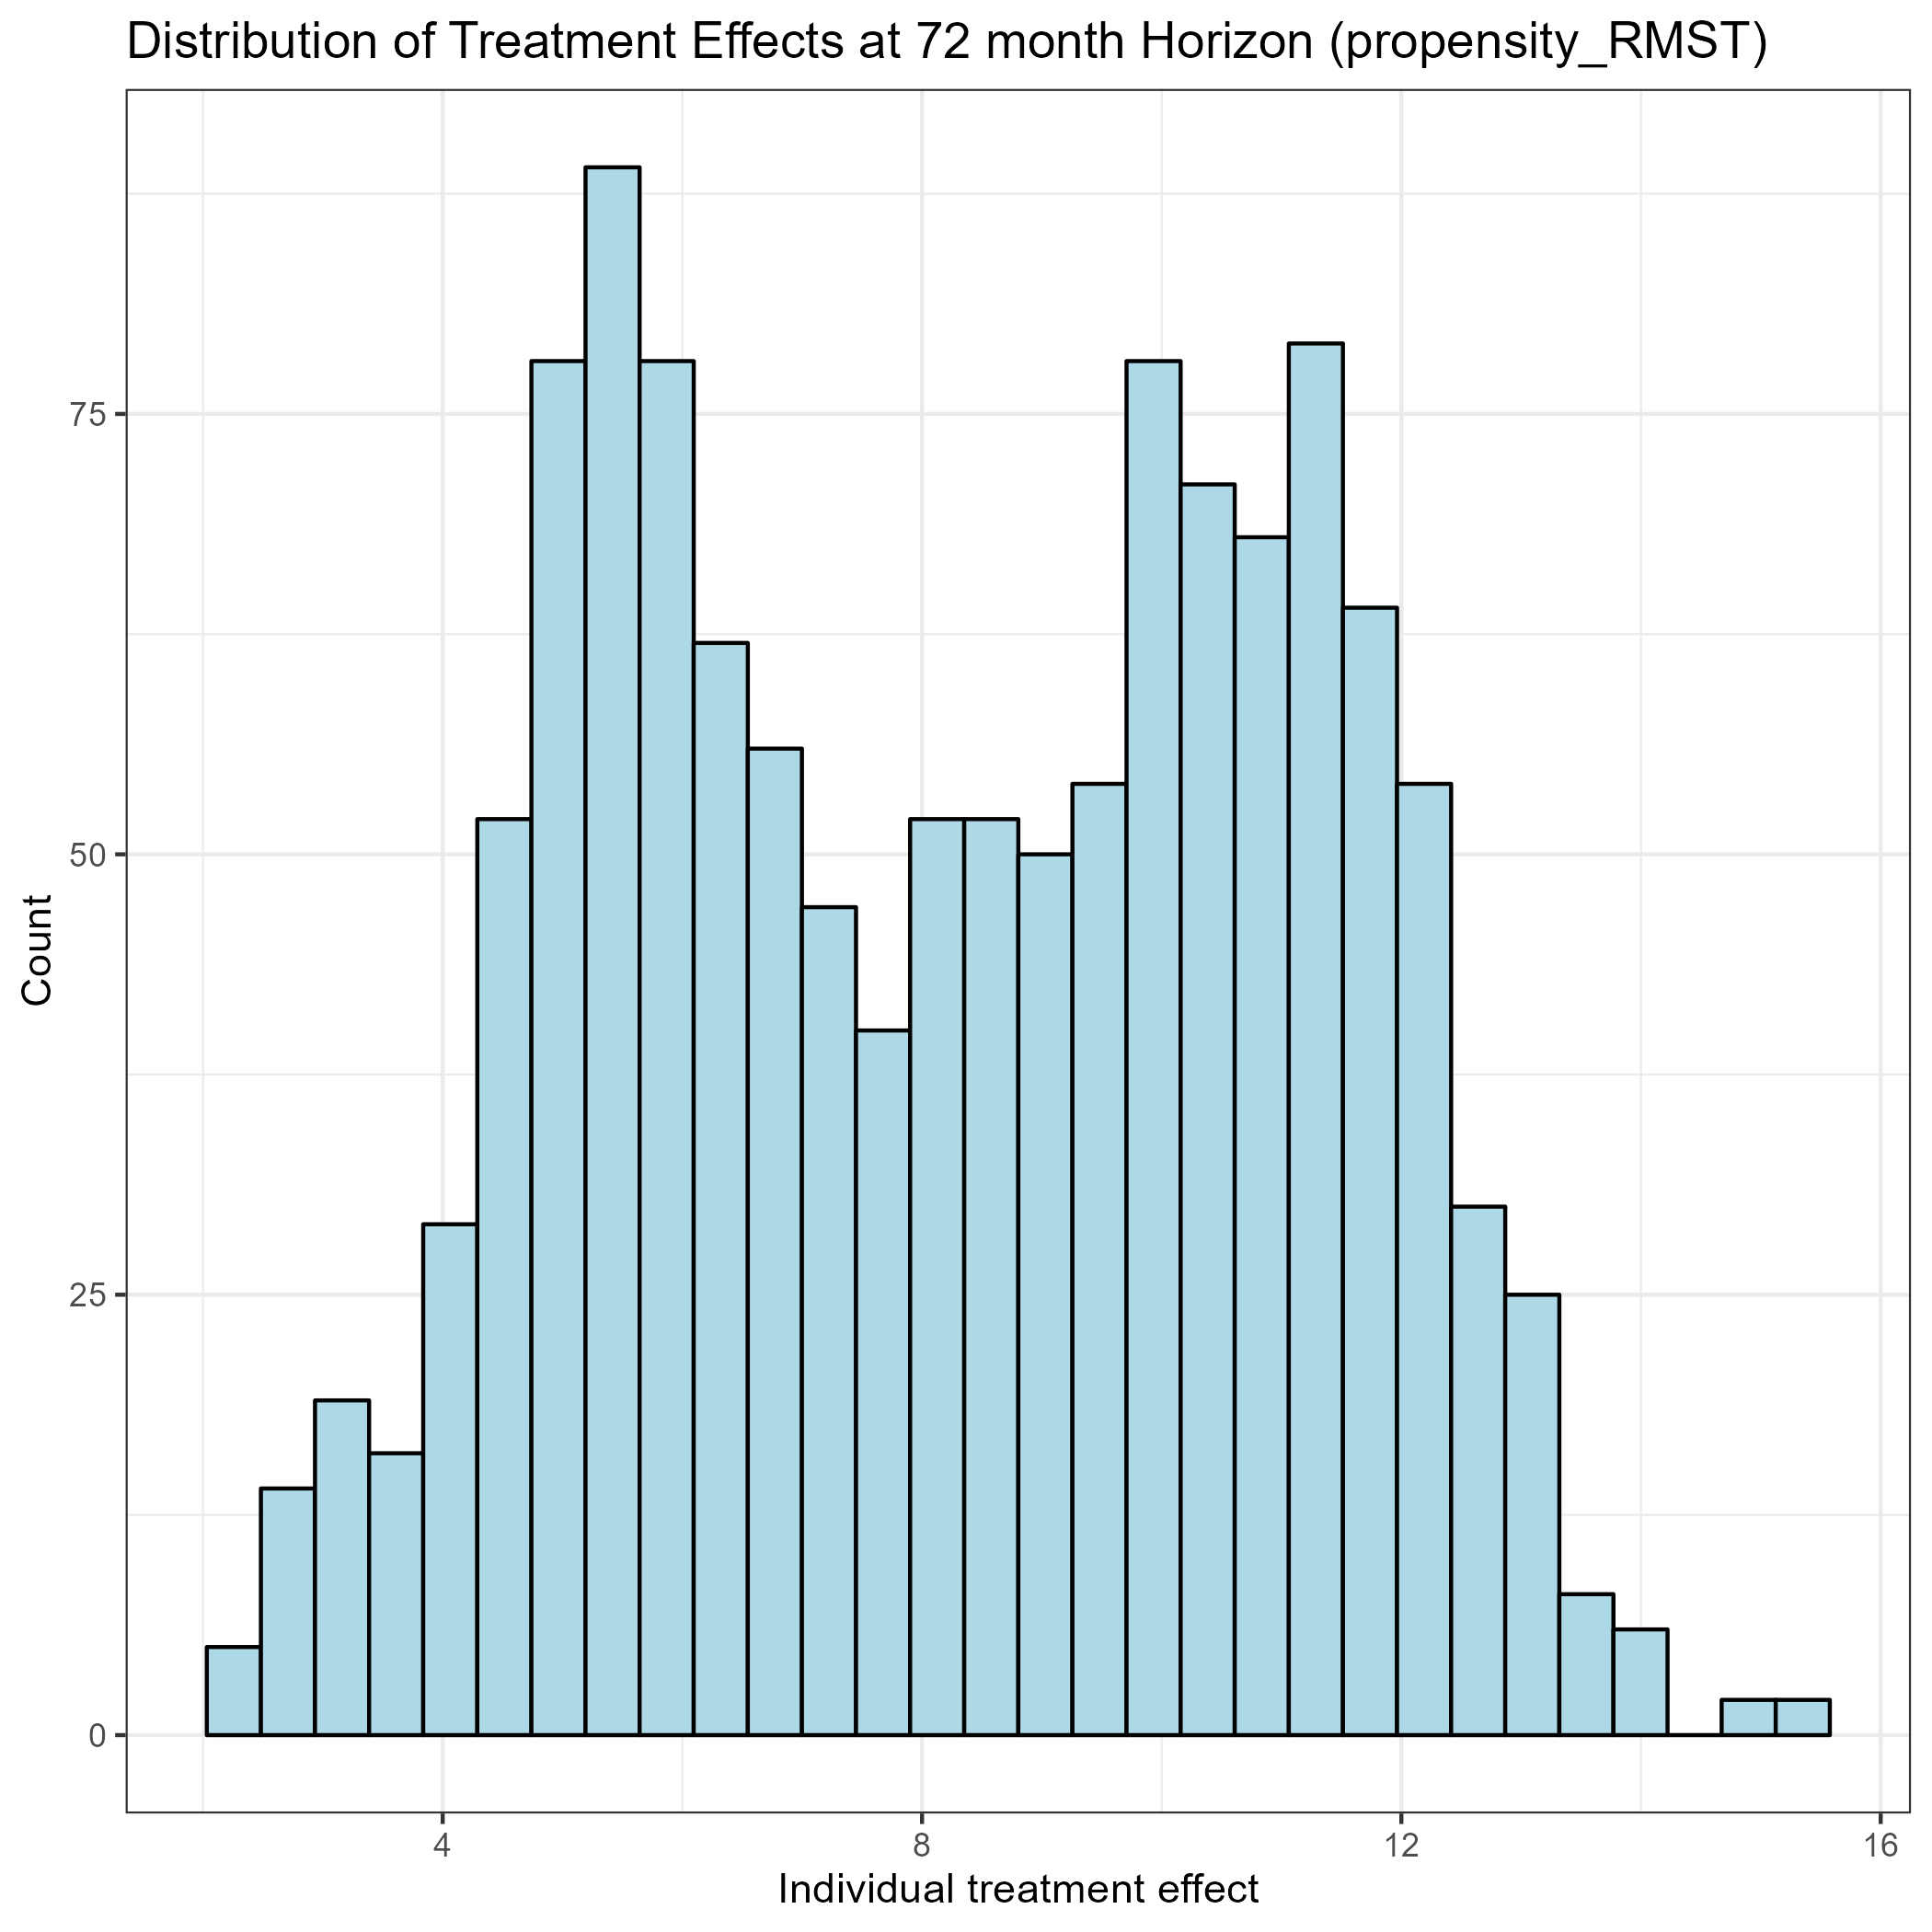 Distribution of Treatment Effects at 72 month Horizon (propensity_RMST)
75
50
25
0
Count
4
8
12
16
Individual treatment effect